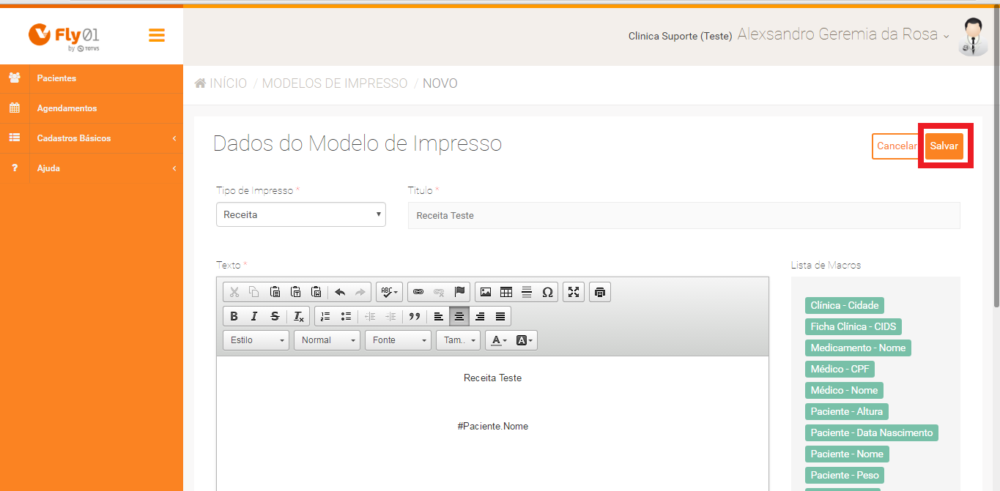 Fly01
by TOTVS
Clinica Suporte (Teste) Alexsandro Geremia da Rosa
Pacientes
Agendamentos
Cadastros Básicos
? Ajuda
INÍCIO / MODELOS DE IMPRESSO / NOVO
Dados do Modelo de Impresso
Cancelar
Salvar
Tipo de Impresso *
Titulo *
Receita
Receita Teste
Texto *
Lista de Macros
ABC
Ω
B I S Tx
Estilo
Normal
Fonte
Tam..
A
A
Receita Teste
#Paciente.Nome
Clínica - Cidade
Ficha Clínica - CIDS
Medicamento - Nome
Médico - CPF
Médico - Nome
Paciente - Altura
Paciente - Data Nascimento
Paciente - Nome
Paciente - Peso